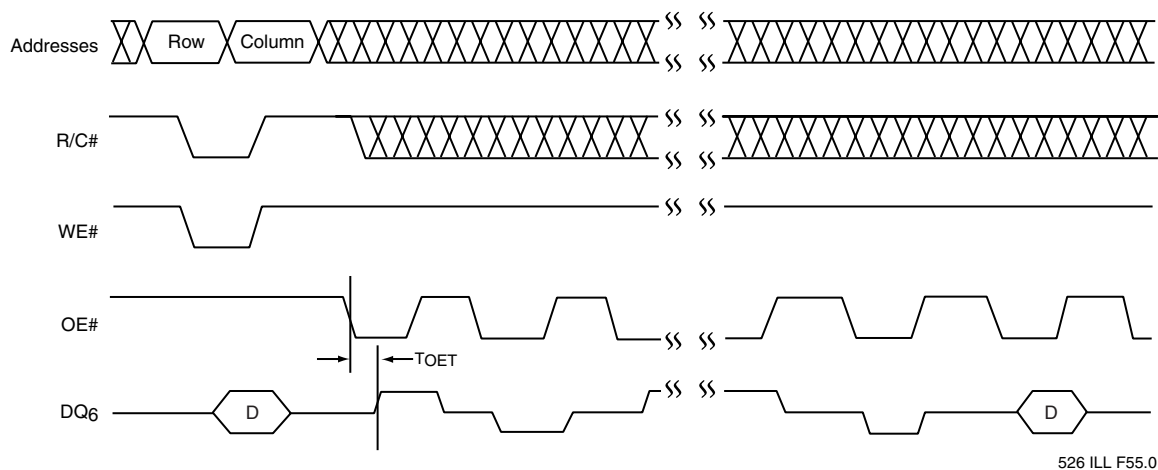 Addresses
Row
Column
R/C#
WE#
OE#
TOET
DQ6
D
D
526 ILL F55.0